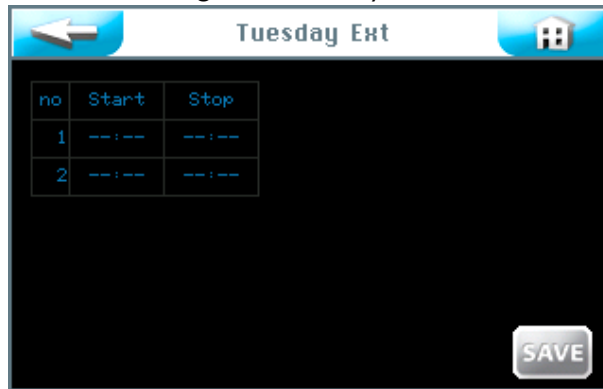 Tuesday Ext
no Start Stop
1 --:-- --:--
2 --:-- --:--
SAVE